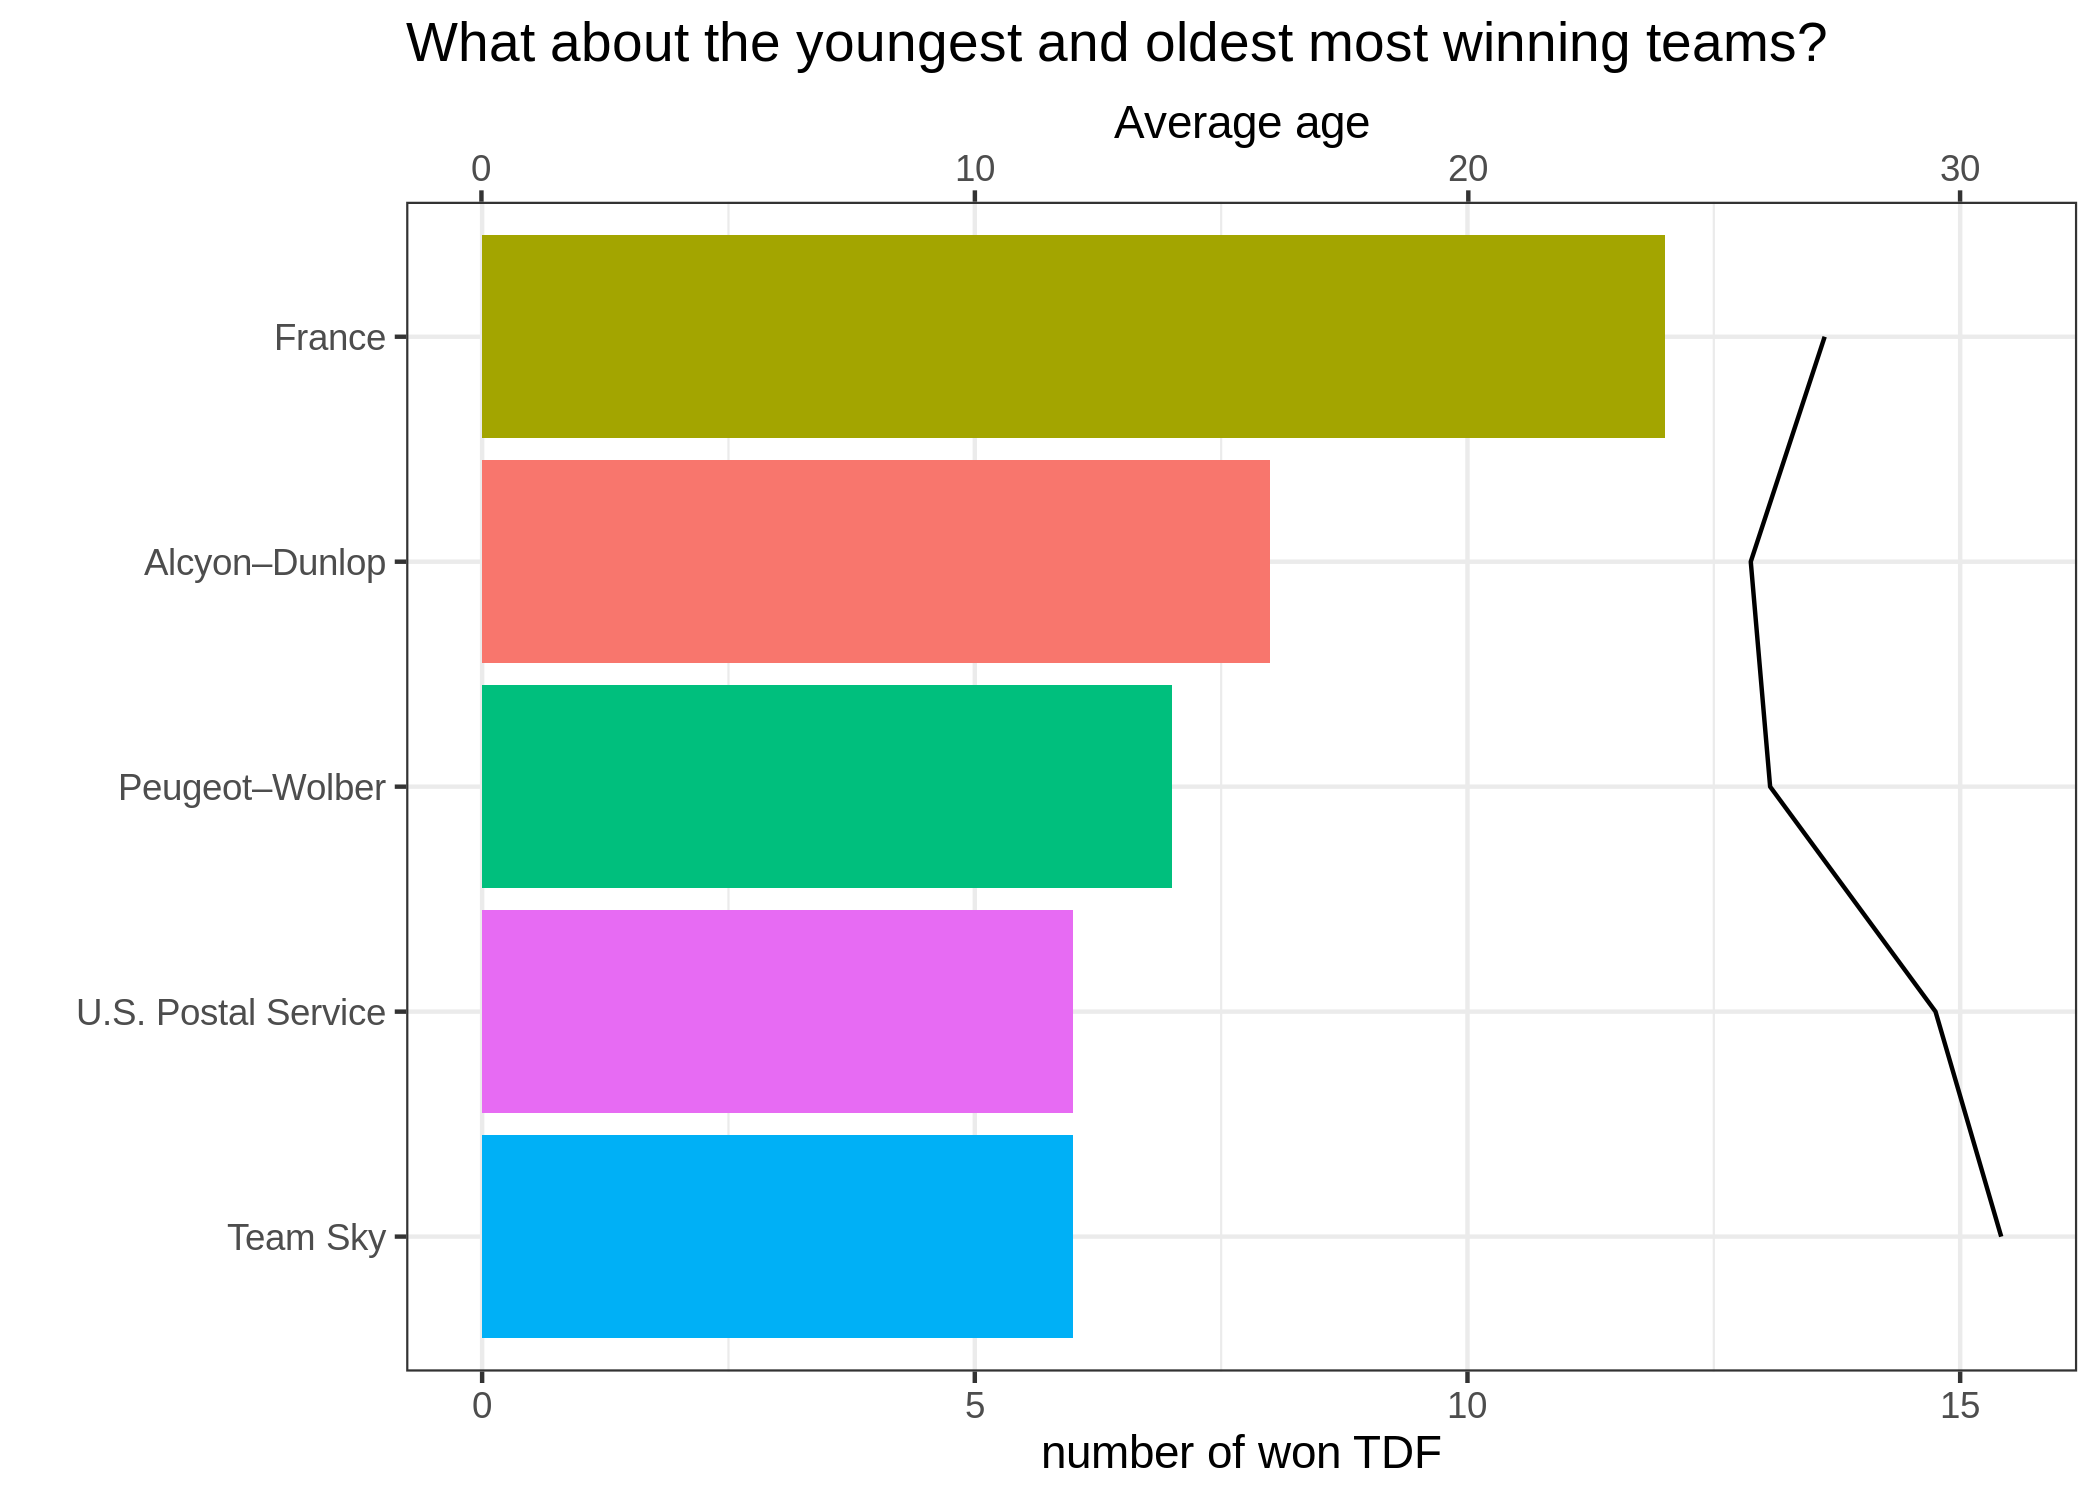 What about the youngest and oldest most winning teams?
Average age
0 10 20 30
France
Alcyon–Dunlop
Peugeot–Wolber
U.S. Postal Service
Team Sky
0 5 10 15
number of won TDF